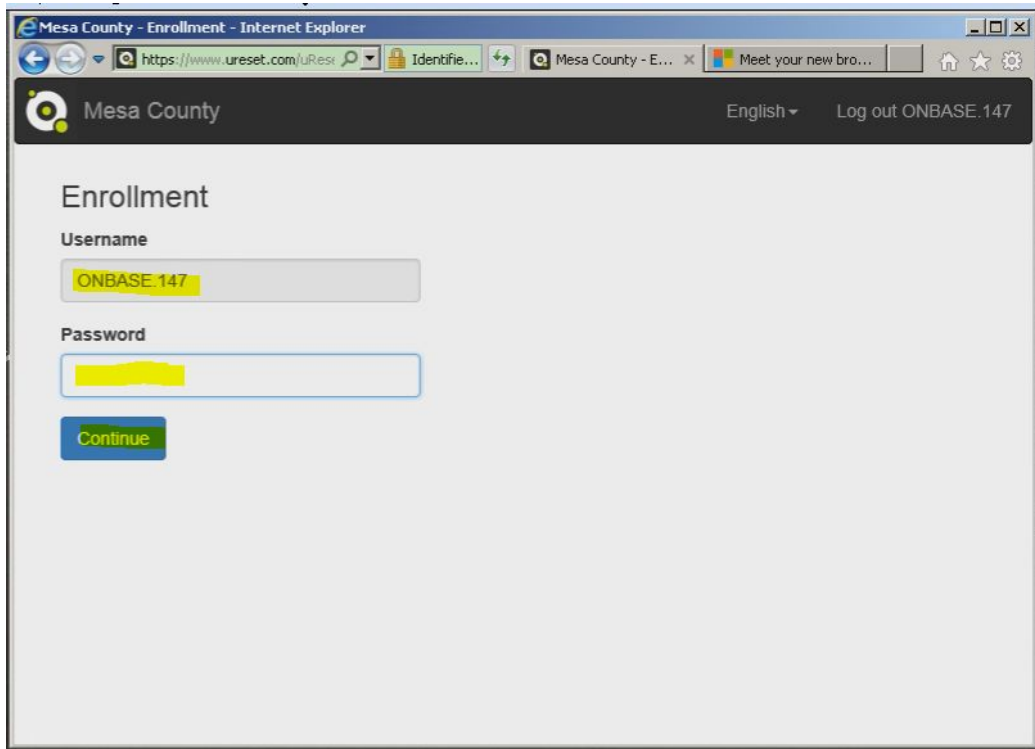 Mesa County - Enrollment - Internet Explorer
https://www.ureset.com/uRese Identifie... Mesa County - E... Meet your new bro...
Mesa County English Log out ONBASE.147
Enrollment
Username
ONBASE.147
Password
Continue